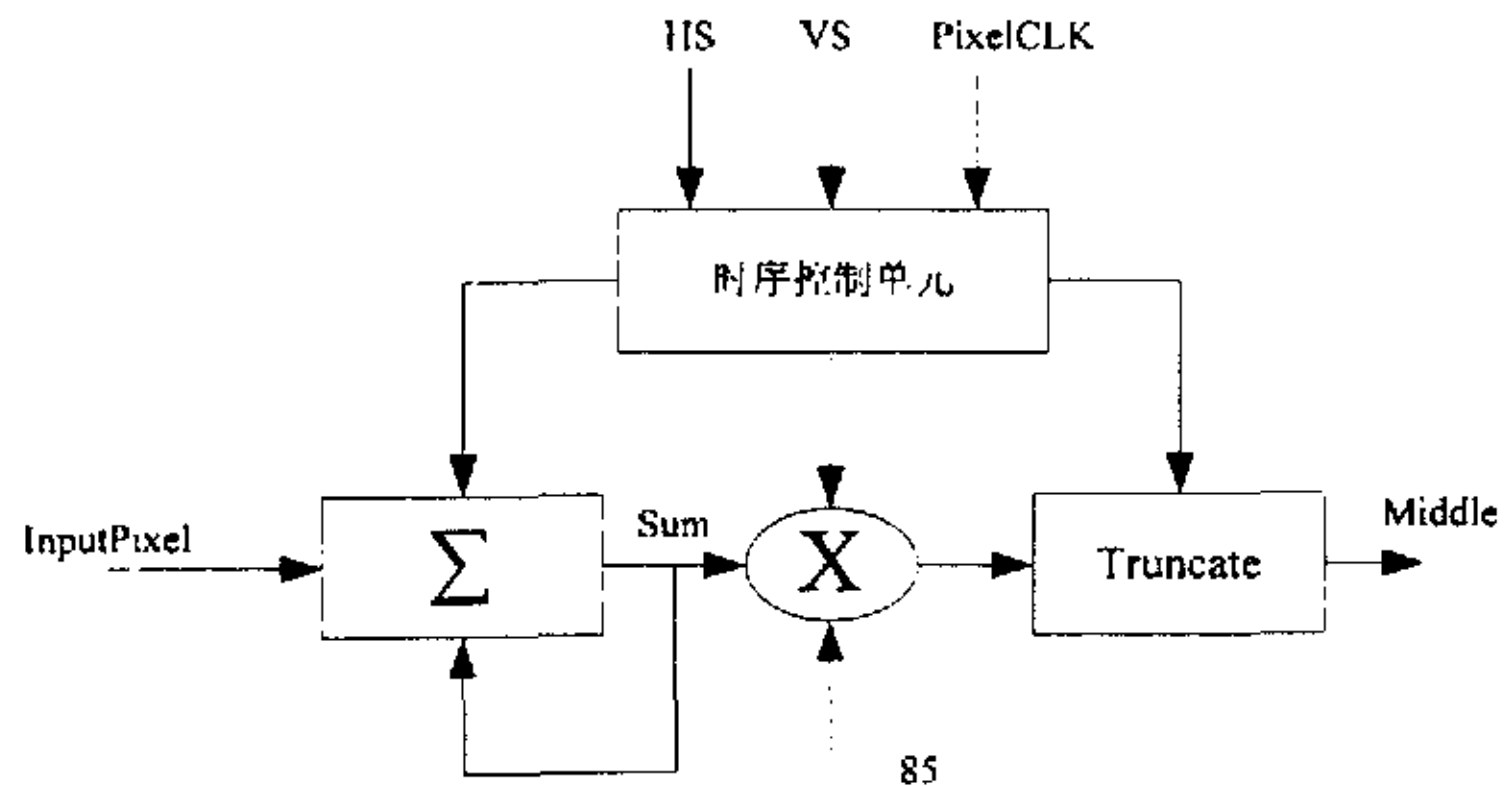 HS VS PixelCLK
时序控制单元
InputPixel
Σ
Sum
X
Truncate
Middle
85